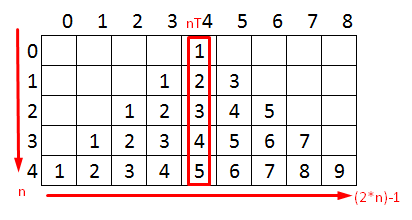 0 1 2 3 nT 4 5 6 7 8
0 1
1 1 2 3
2 1 2 3 4 5
3 1 2 3 4 5 6 7
4 1 2 3 4 5 6 7 8 9
n (2*n)-1